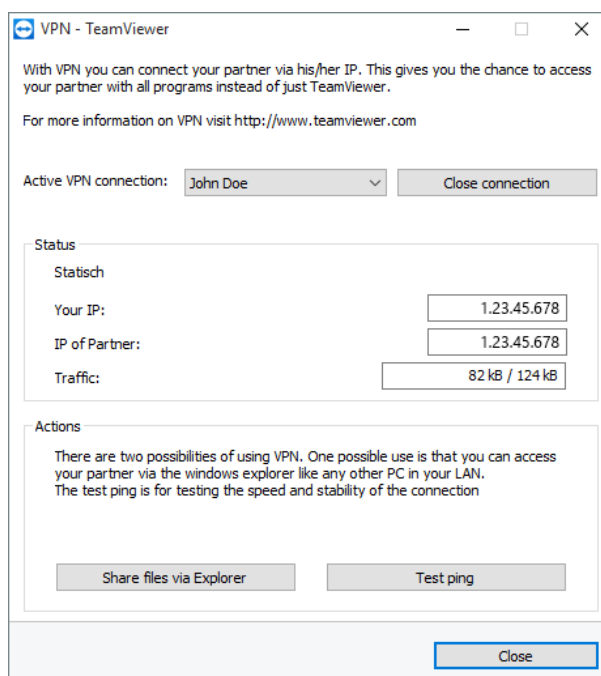 VPN - TeamViewer
With VPN you can connect your partner via his/her IP. This gives you the chance to access
your partner with all programs instead of just TeamViewer.
For more information on VPN visit http://www.teamviewer.com
Active VPN connection: John Doe Close connection
Status
Statisch
Your IP: 1.23.45.678
IP of Partner: 1.23.45.678
Traffic: 82 kB / 124 kB
Actions
There are two possibilities of using VPN. One possible use is that you can access
your partner via the windows explorer like any other PC in your LAN.
The test ping is for testing the speed and stability of the connection
Share files via Explorer Test ping
Close